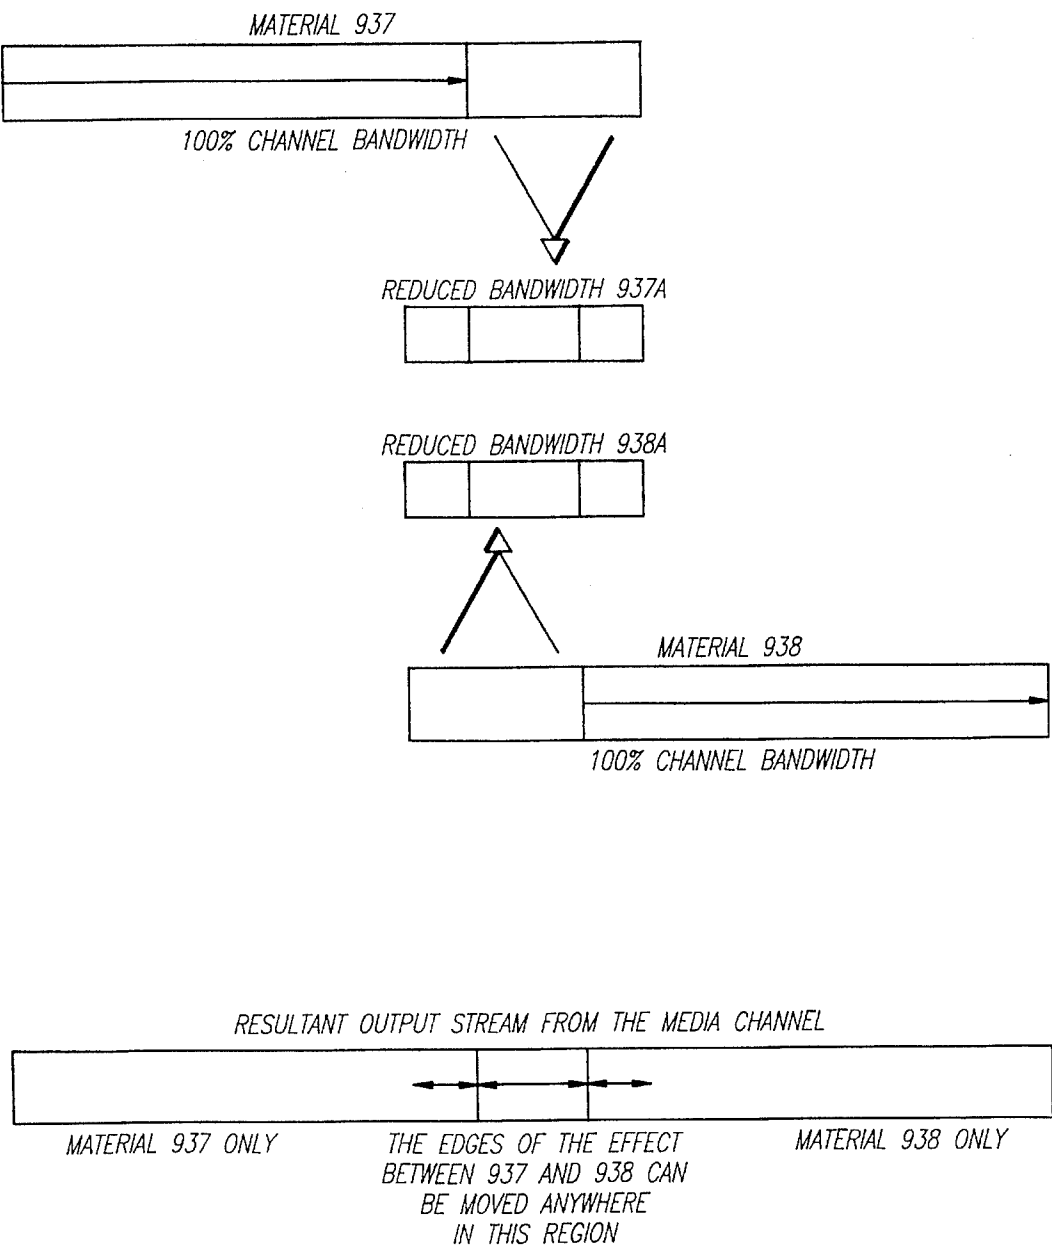 MATERIAL 937
100% CHANNEL BANDWIDTH
REDUCED BANDWIDTH 937A
REDUCED BANDWIDTH 938A
MATERIAL 938
100% CHANNEL BANDWIDTH
RESULTANT OUTPUT STREAM FROM THE MEDIA CHANNEL
MATERIAL 937 ONLY
THE EDGES OF THE EFFECT
BETWEEN 937 AND 938 CAN
BE MOVED ANYWHERE
IN THIS REGION
MATERIAL 938 ONLY